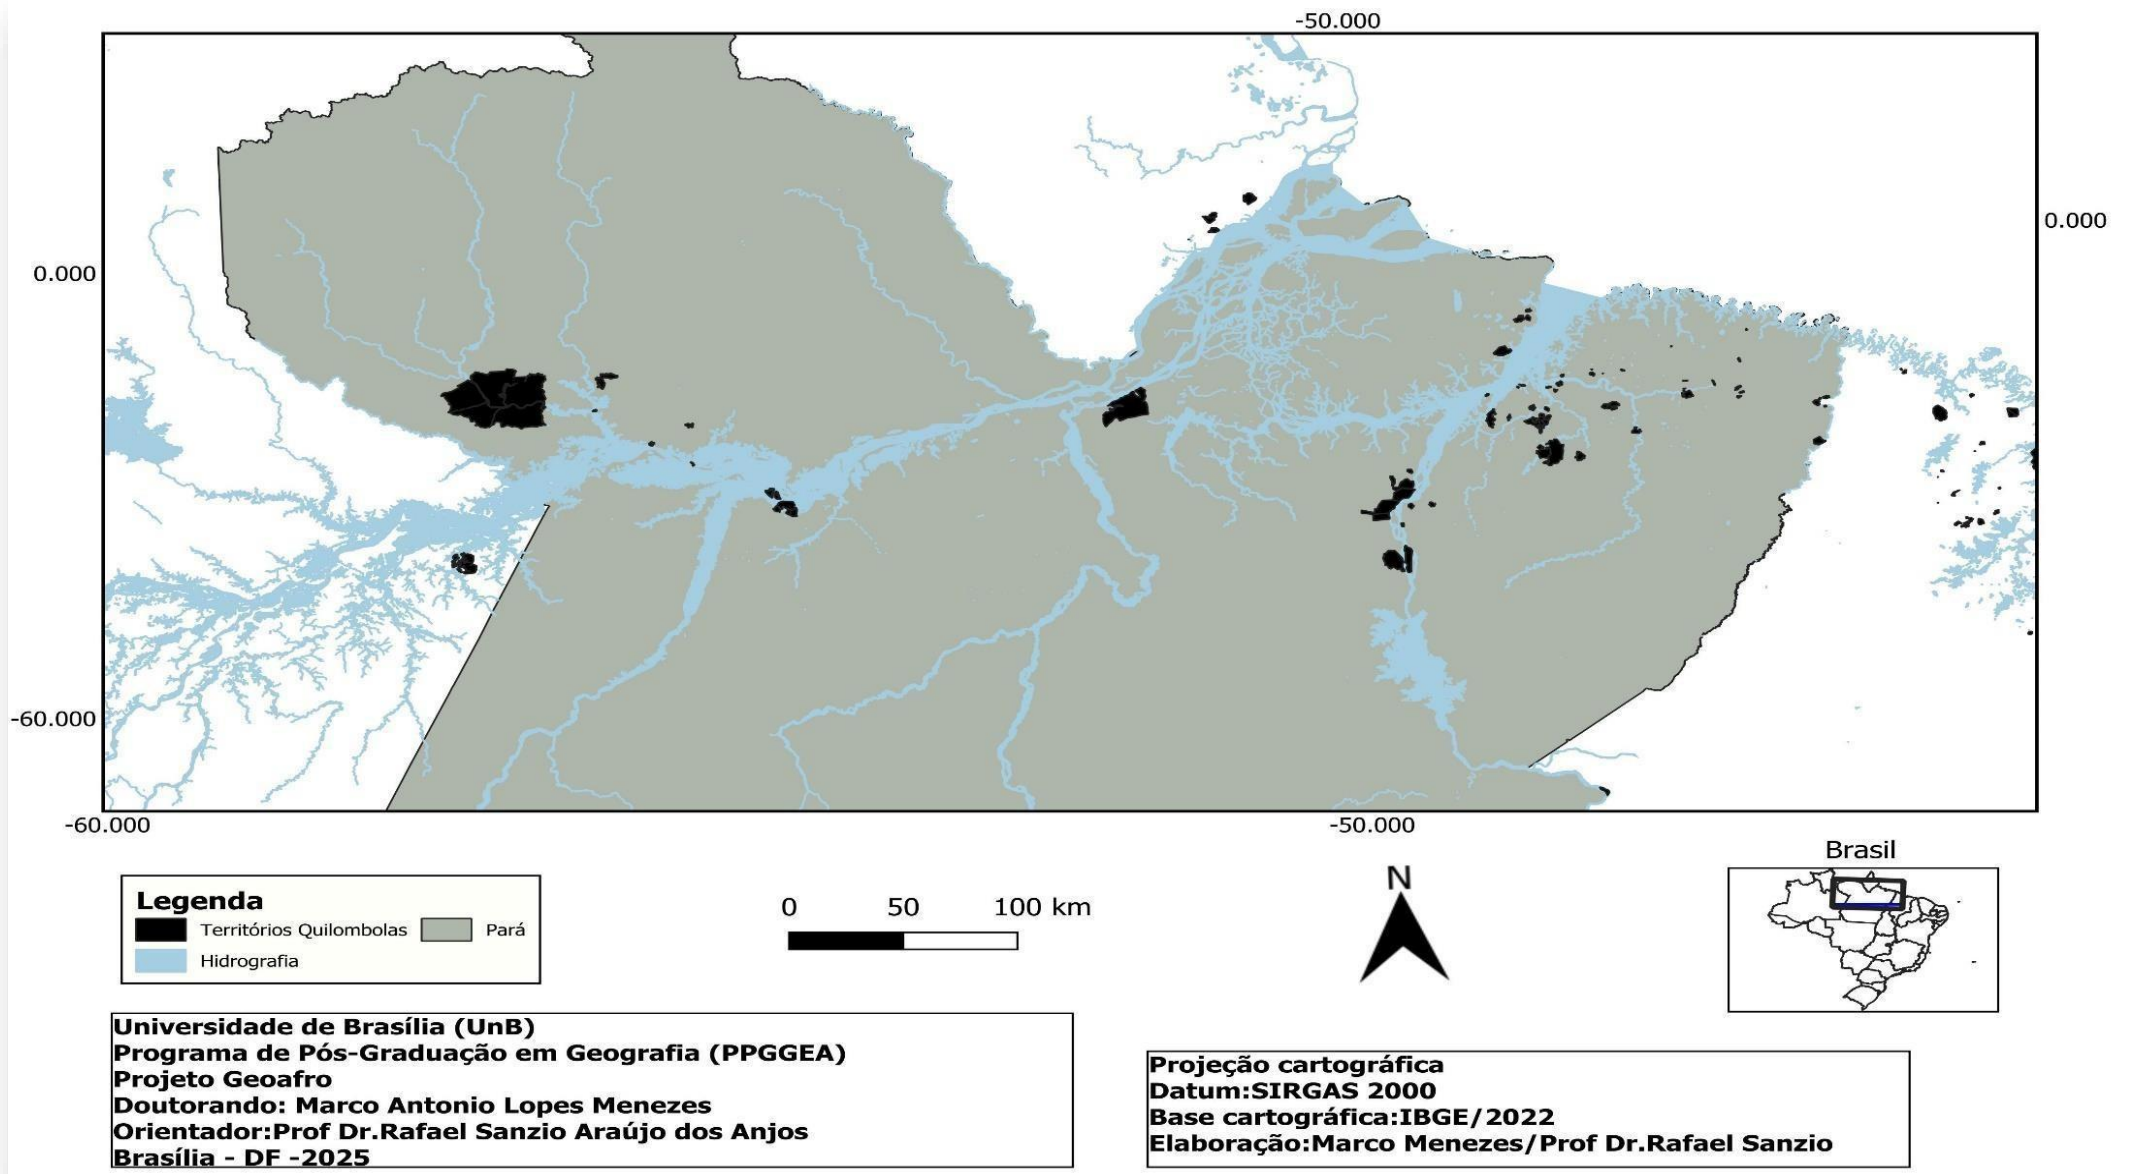 -50.000
0.000
0.000
-60.000
-60.000
-50.000
Legenda
Territórios Quilombolas
Pará
Hidrografia
0 50 100 km
N
Brasil
Universidade de Brasília (UnB)
Programa de Pós-Graduação em Geografia (PPGGEA)
Projeto Geoafro
Doutorando: Marco Antonio Lopes Menezes
Orientador:Prof Dr.Rafael Sanzio Araújo dos Anjos
Brasília - DF -2025
Projeção cartográfica
Datum:SIRGAS 2000
Base cartográfica:IBGE/2022
Elaboração:Marco Menezes/Prof Dr.Rafael Sanzio